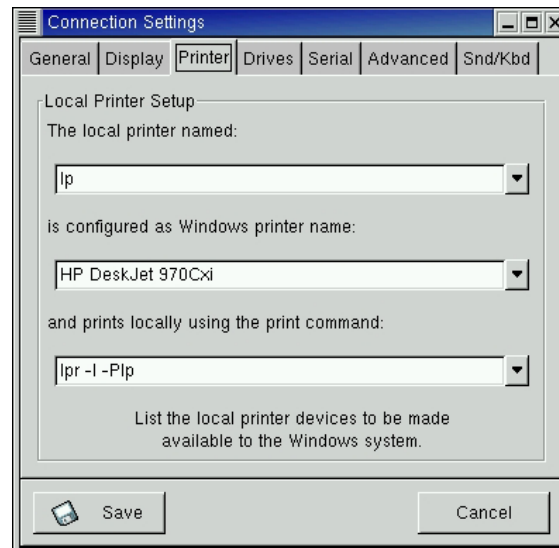 Connection Settings
General Display Printer Drives Serial Advanced Snd/Kbd
Local Printer Setup
The local printer named:
lp
is configured as Windows printer name:
HP DeskJet 970Cxi
and prints locally using the print command:
lpr -l -Plp
List the local printer devices to be made
available to the Windows system.
Save Cancel